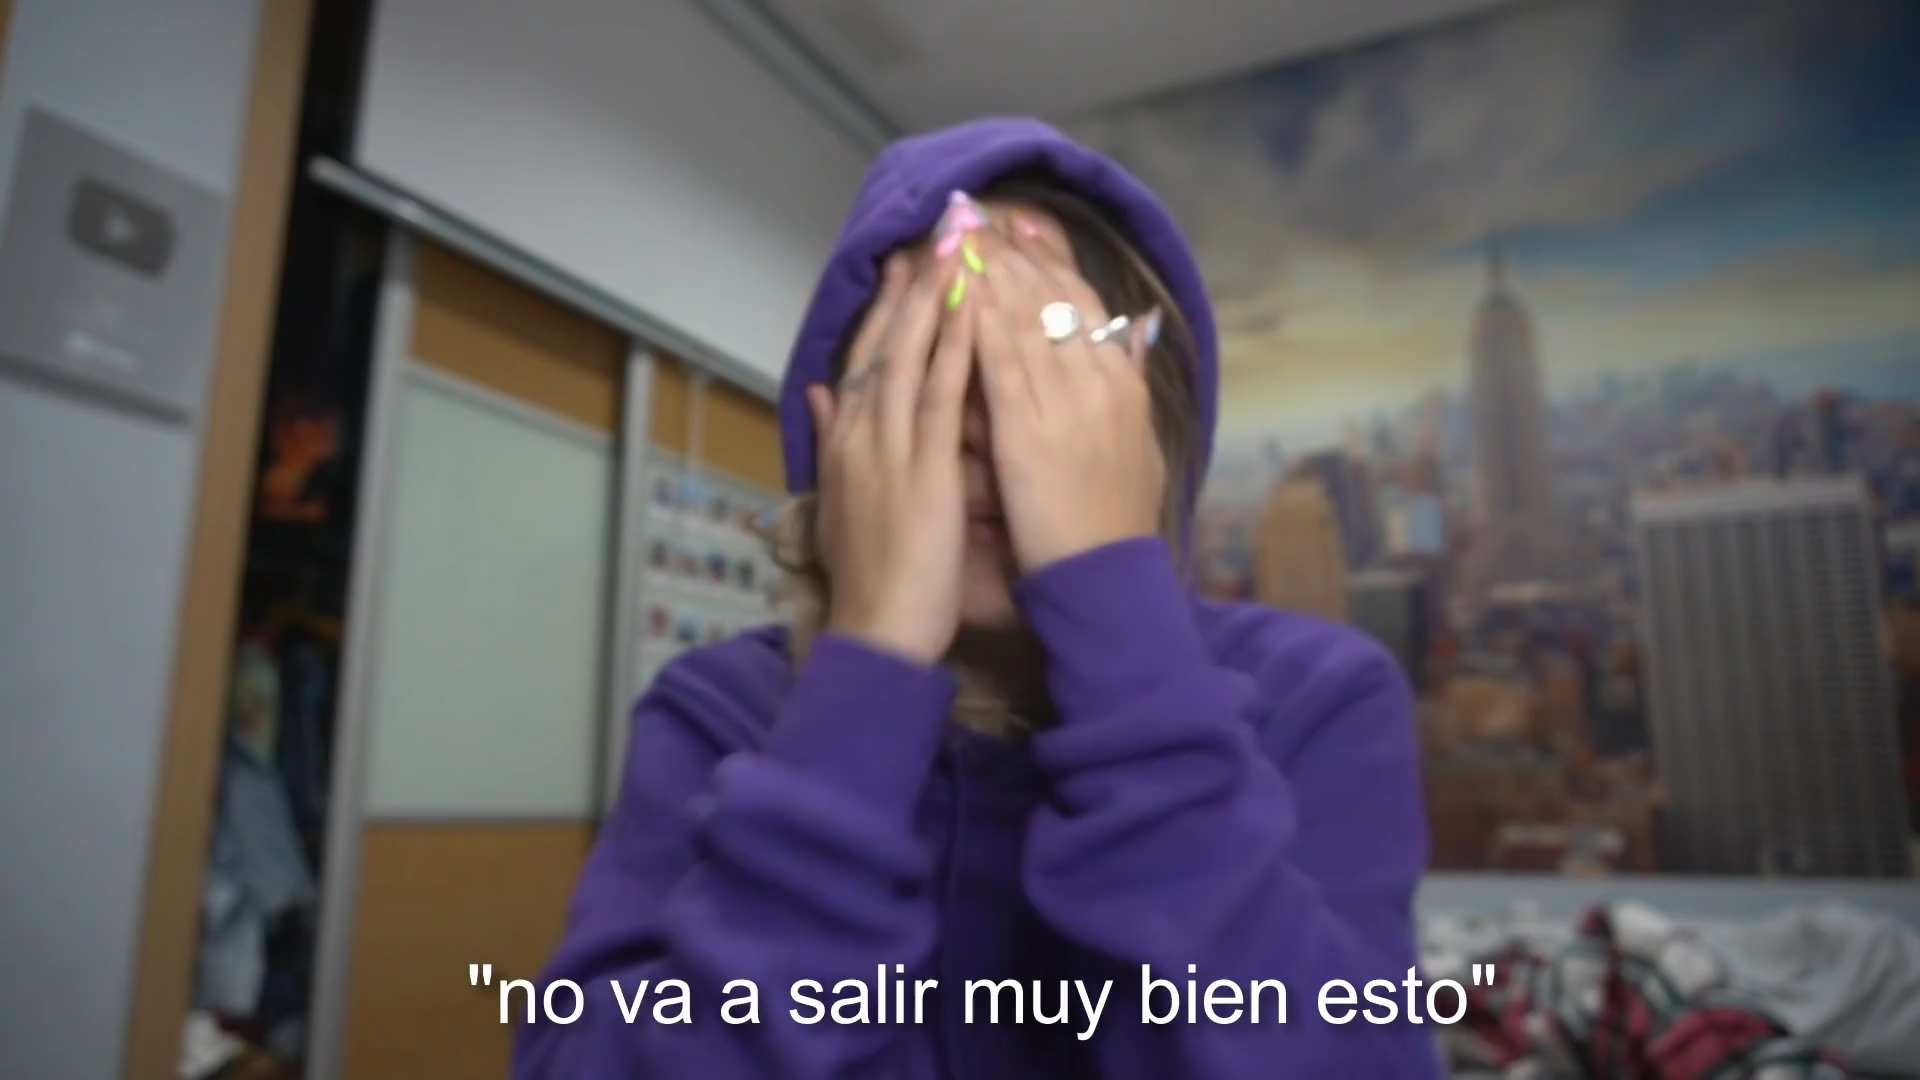 "no va a salir muy bien esto"